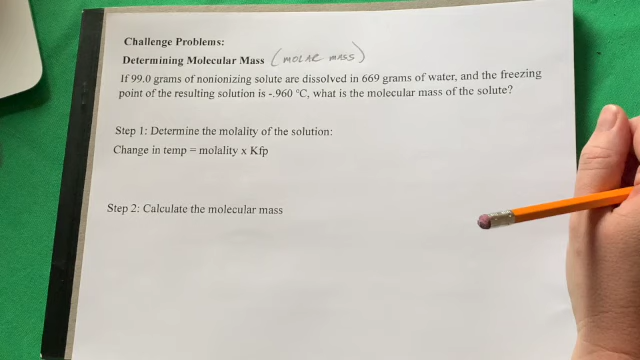 Challenge Problems:
Determining Molecular Mass (MOLAR MASS)
If 99.0 grams of nonionizing solute are dissolved in 669 grams of water, and the freezing
point of the resulting solution is -.960 °C, what is the molecular mass of the solute?
Step 1: Determine the molality of the solution:
Change in temp = molality x Kfp
Step 2: Calculate the molecular mass